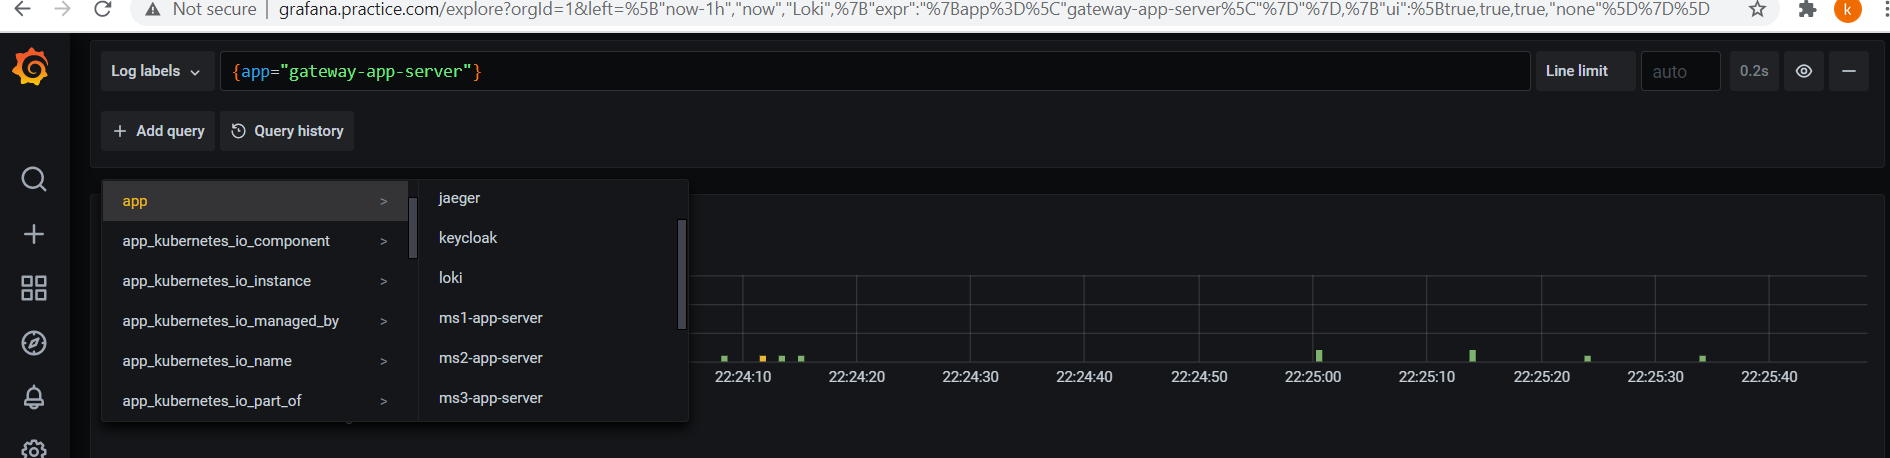 Not secure | grafana.practice.com/explore?orgId=1&left=%5B"now-1h","now","Loki",%7B"expr":"%7Bapp%3D%5C"gateway-app-server%5C"%7D"%7D,%7B"ui":%5Btrue,true,true,"none"%5D%7D%5D
k
Log labels
{app="gateway-app-server"}
Line limit
auto
0.2s
+ Add query
Query history
app >
app_kubernetes_io_component >
app_kubernetes_io_instance >
app_kubernetes_io_managed_by >
app_kubernetes_io_name >
app_kubernetes_io_part_of >
jaeger
keycloak
loki
ms1-app-server
ms2-app-server
ms3-app-server
22:24:10 22:24:20 22:24:30 22:24:40 22:24:50 22:25:00 22:25:10 22:25:20 22:25:30 22:25:40